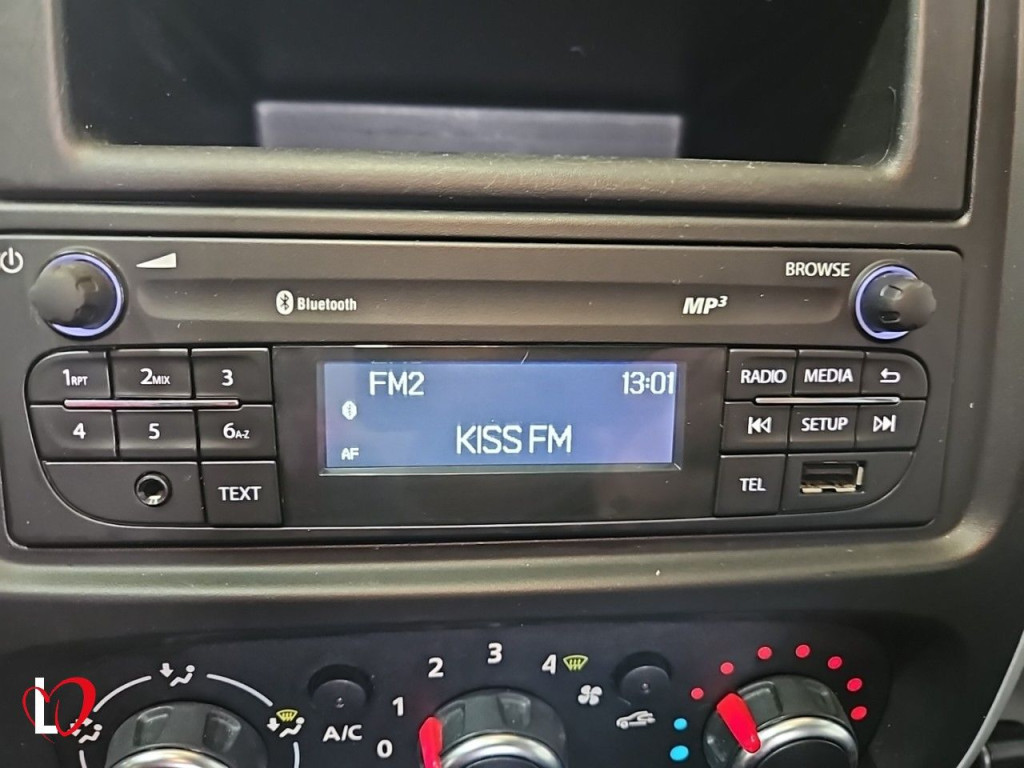 BROWSE
Bluetooth
MP3
1RPT 2MIX 3
FM2 13:01
RADIO MEDIA
4 5 6A-Z
AF KISS FM
SETUP
TEXT
TEL
0 1 2 3 4
A/C
L